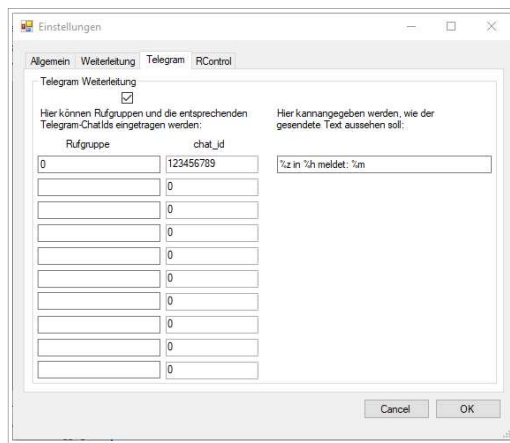 Einstellungen
Allgemein Weiterleitung Telegram RControl
Telegram Weiterleitung
Hier können Rufgruppen und die entsprechenden
Telegram-ChatIds eingetragen werden:
Hier kannangegeben werden, wie der
gesendete Text aussehen soll:
Rufgruppe chat_id
0 123456789 %z in %h meldet: %m
0
0
0
0
0
0
0
0
0
Cancel OK